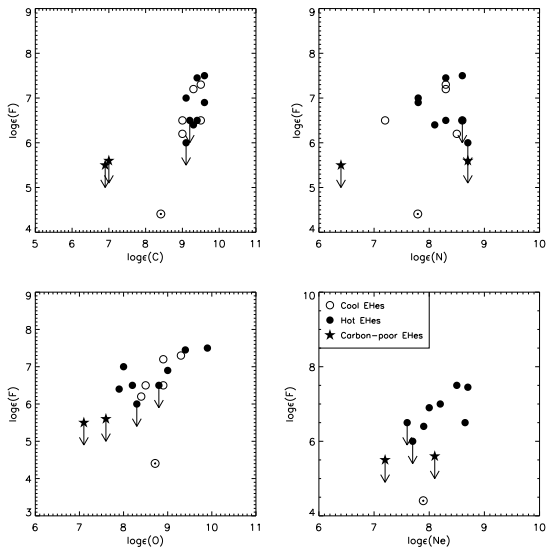 9
8
7
6
5
4
logε(F)
5 6 7 8 9 10 11
logε(C)
9
8
7
6
5
4
logε(F)
6 7 8 9 10
logε(N)
9
8
7
6
5
4
3
logε(F)
6 7 8 9 10 11
logε(O)
10
9
8
7
6
5
4
logε(F)
Cool EHes
Hot EHes
Carbon-poor EHes
6 7 8 9 10
logε(Ne)